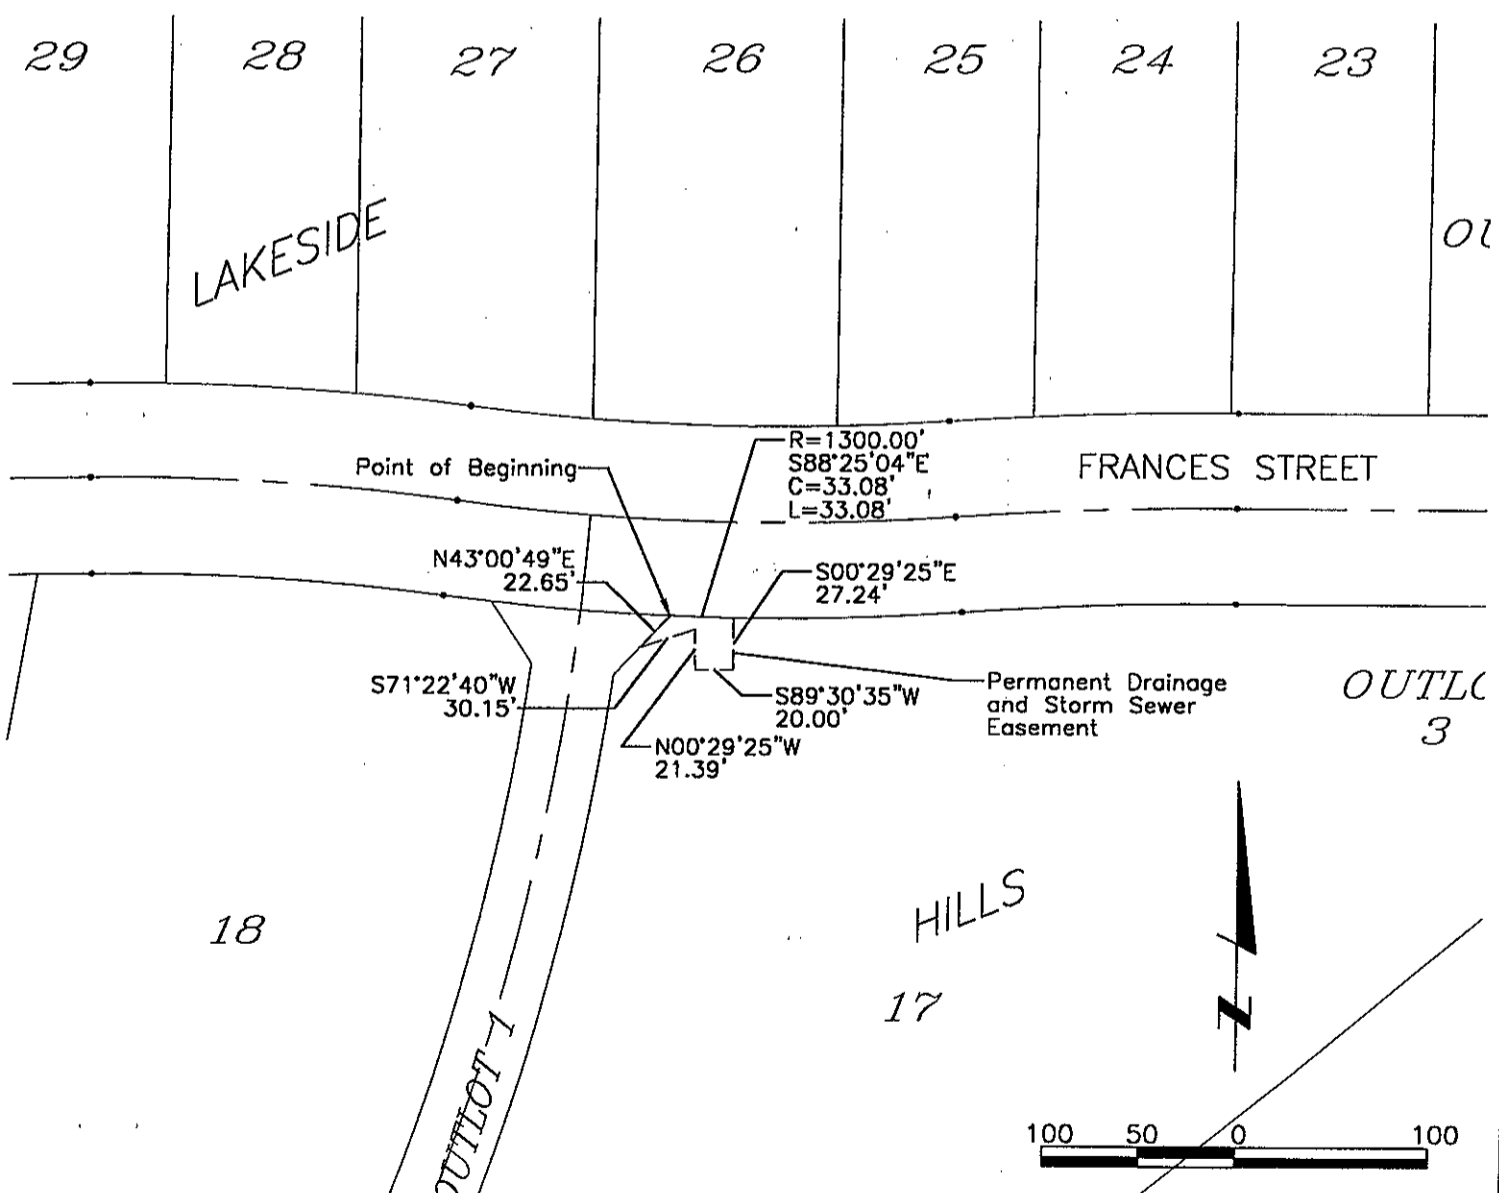 29 28 27 26 25 24 23
LAKESIDE
Point of Beginning
R=1300.00'
S88°25'04"E
C=33.08'
L=33.08'
FRANCES STREET
N43°00'49"E
22.65'
S00°29'25"E
27.24'
S71°22'40"W
30.15'
S89°30'35"W
20.00'
N00°29'25"W
21.39'
Permanent Drainage
and Storm Sewer
Easement
3
18
HILLS
17
N
OUTLOT 1
100 50 0 100